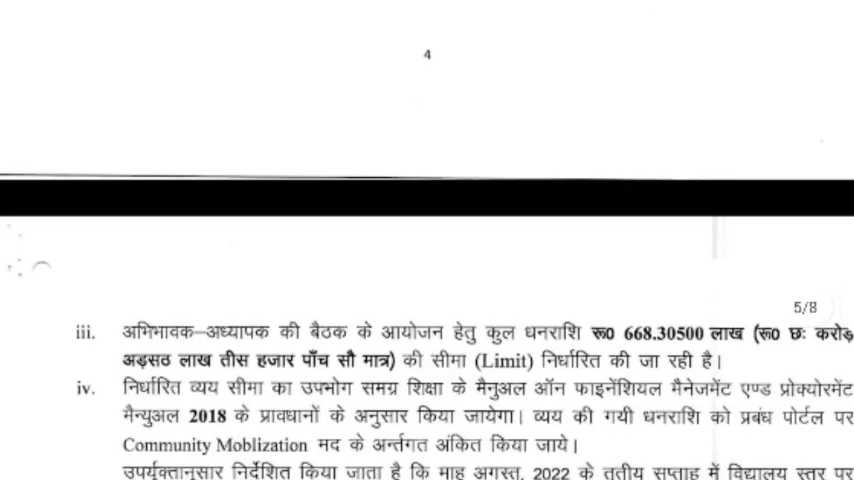 4
5/8
iii. अभिभावक–अध्यापक की बैठक के आयोजन हेतु कुल धनराशि रू0 668.30500 लाख (रू0 छः करोड़
अड़सठ लाख तीस हजार पाँच सौ मात्र) की सीमा (Limit) निर्धारित की जा रही है।
iv. निर्धारित व्यय सीमा का उपभोग समग्र शिक्षा के मैनुअल ऑन फाइनेंशियल मैनेजमेंट एण्ड प्रोक्योरमेंट
मैन्युअल 2018 के प्रावधानों के अनुसार किया जायेगा। व्यय की गयी धनराशि को प्रबंध पोर्टल पर
Community Moblization मद के अर्न्तगत अंकित किया जाये।
उपर्युक्तानुसार निर्देशित किया जाता है कि माह अगस्त, 2022 के तृतीय सप्ताह में विद्यालय स्तर पर